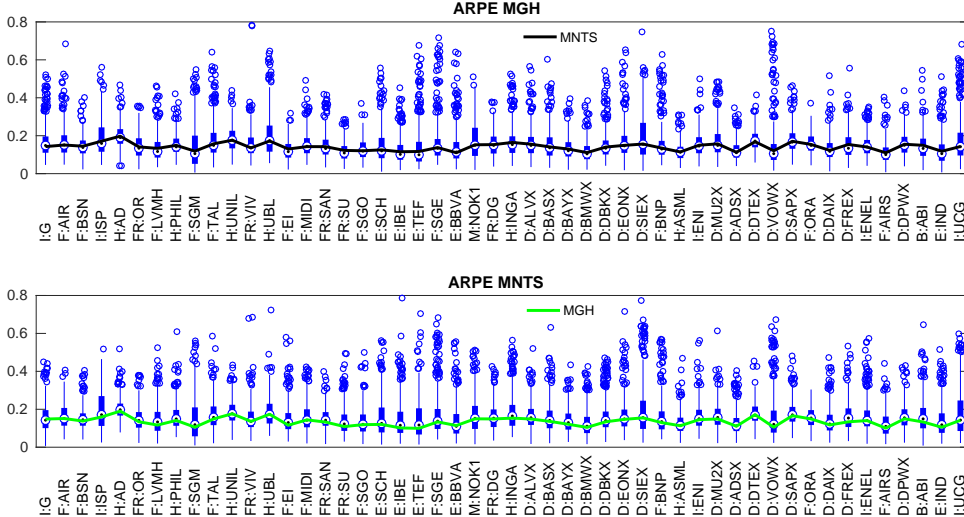 ARPE MGH
0.8
0.6
0.4
0.2
0
MNTS
I:G F:AIR F:BSN I:ISP H:AD FR:OR F:LVMH H:PHIL F:SGM F:TAL H:UNIL FR:VIV H:UBL F:EI F:MIDI FR:SAN FR:SU F:SGO E:SCH E:IBE E:TEF F:SGE E:BBVA M:NOK1 FR:DG H:INGA D:ALVX D:BASX D:BAYX D:BMWX D:DBKX D:EONX D:SIEX F:BNP H:ASML I:ENI D:MU2X D:ADSX D:DTEX D:VOWX D:SAPX F:ORA D:DAIX D:FREX I:ENEL F:AIRS D:DPWX B:ABI E:IND I:UCG
ARPE MNTS
0.8
0.6
0.4
0.2
0
MGH
I:G F:AIR F:BSN I:ISP H:AD FR:OR F:LVMH H:PHIL F:SGM F:TAL H:UNIL FR:VIV H:UBL F:EI F:MIDI FR:SAN FR:SU F:SGO E:SCH E:IBE E:TEF F:SGE E:BBVA M:NOK1 FR:DG H:INGA D:ALVX D:BASX D:BAYX D:BMWX D:DBKX D:EONX D:SIEX F:BNP H:ASML I:ENI D:MU2X D:ADSX D:DTEX D:VOWX D:SAPX F:ORA D:DAIX D:FREX I:ENEL F:AIRS D:DPWX B:ABI E:IND I:UCG